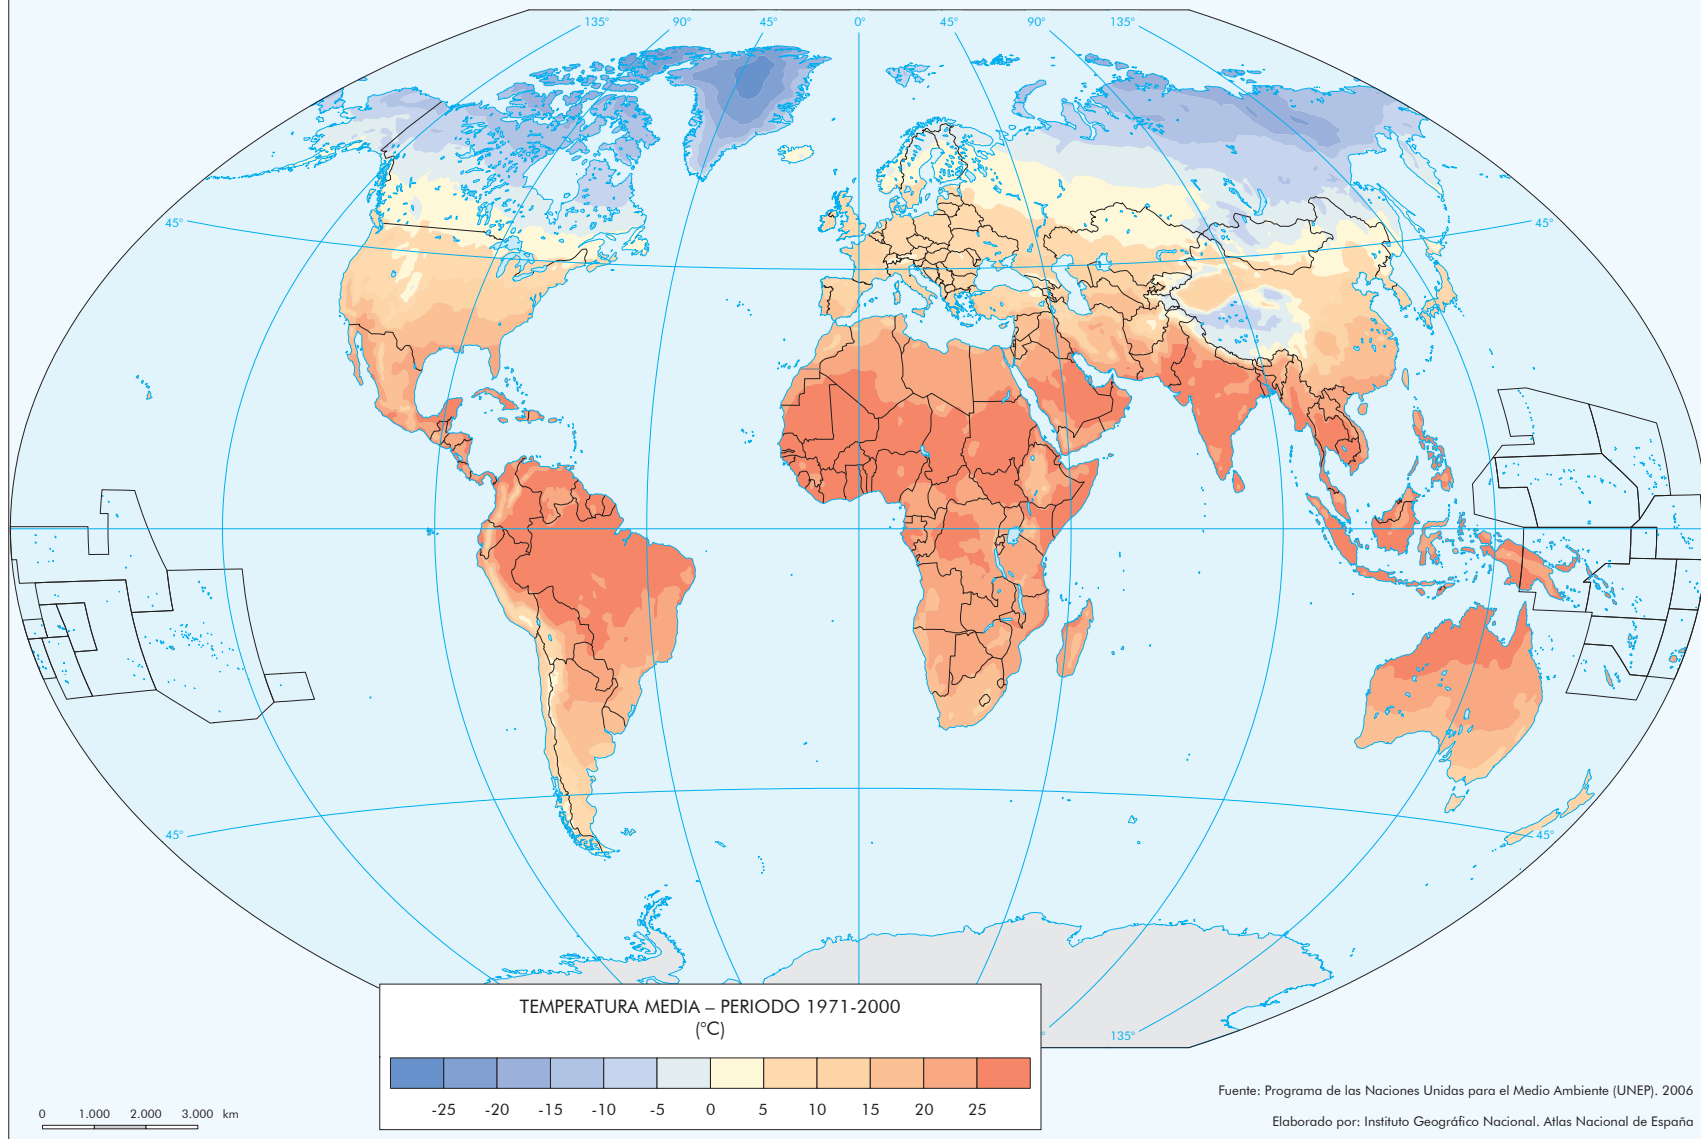 135° 90° 45° 0° 45° 90° 135°
45° 45°
45° 45°
135°
TEMPERATURA MEDIA – PERIODO 1971-2000
(°C)
-25 -20 -15 -10 -5 0 5 10 15 20 25
0 1.000 2.000 3.000 km
Fuente: Programa de las Naciones Unidas para el Medio Ambiente (UNEP). 2006
Elaborado por: Instituto Geográfico Nacional. Atlas Nacional de España